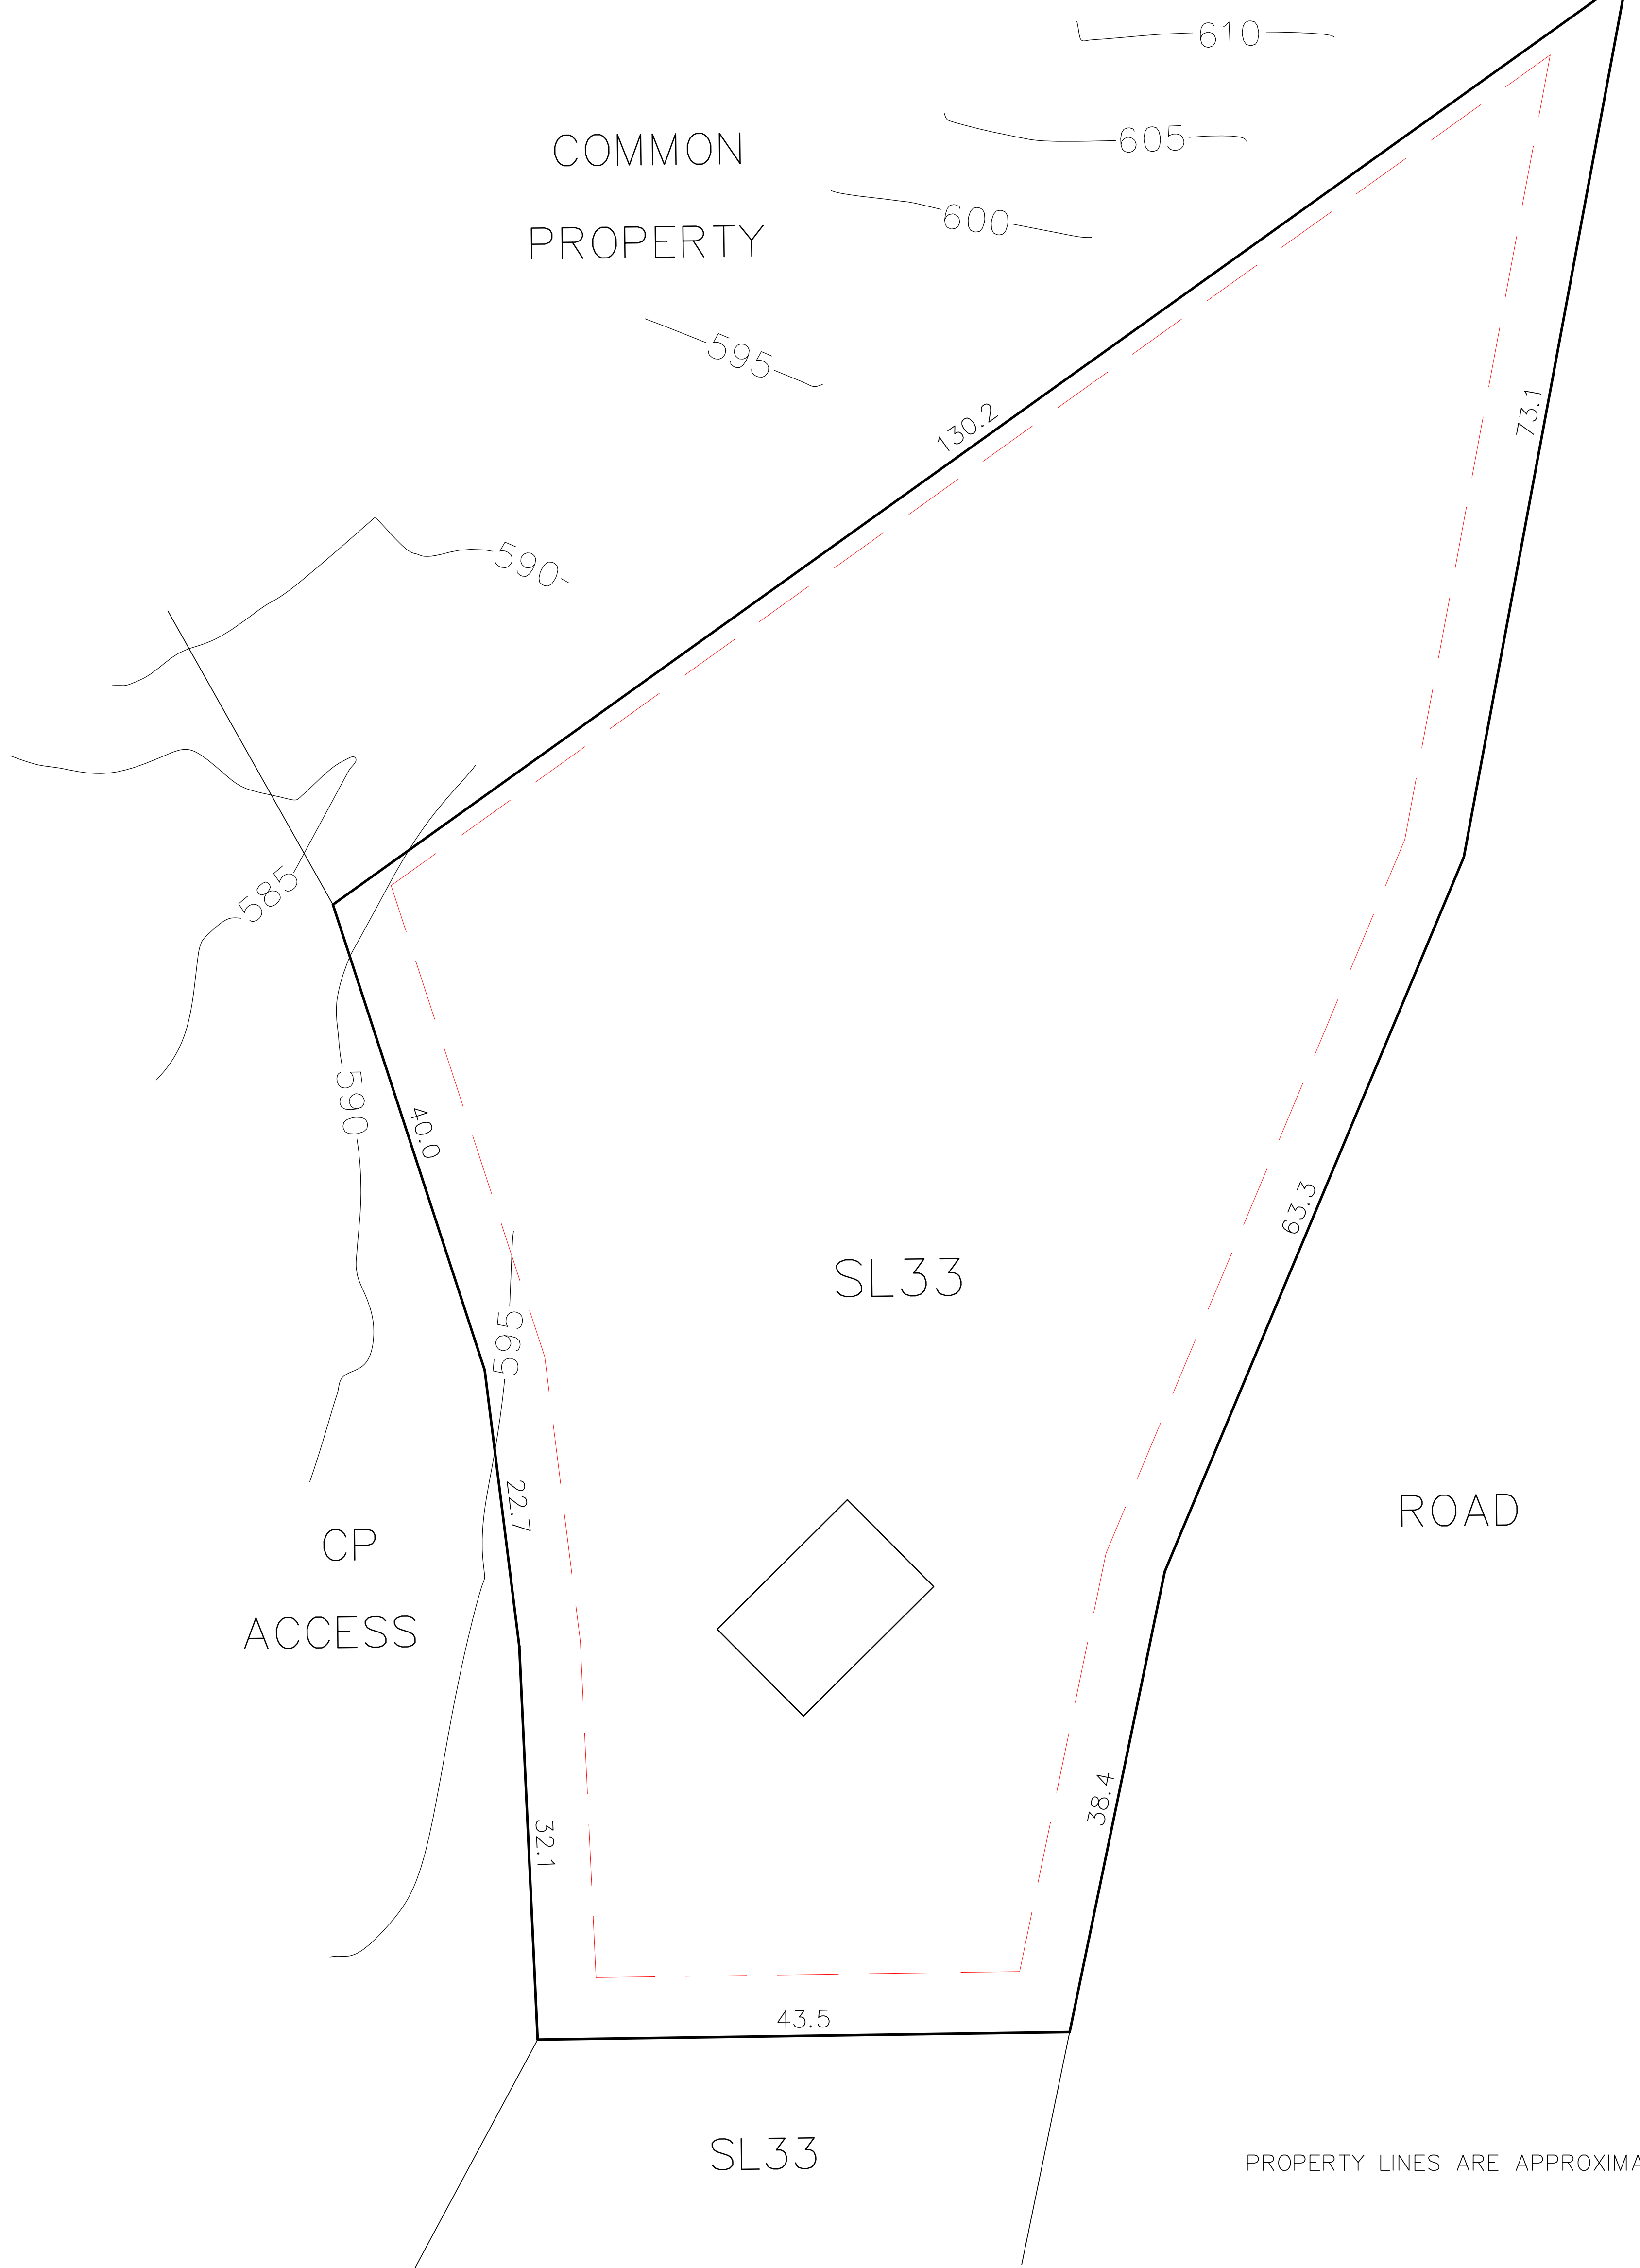 610
COMMON
605
600
PROPERTY
595
130.2
73.1
590
585
590
40.0
63.3
SL33
595
22.7
ROAD
CP
ACCESS
38.4
32.1
43.5
SL33
PROPERTY LINES ARE APPROXIMA